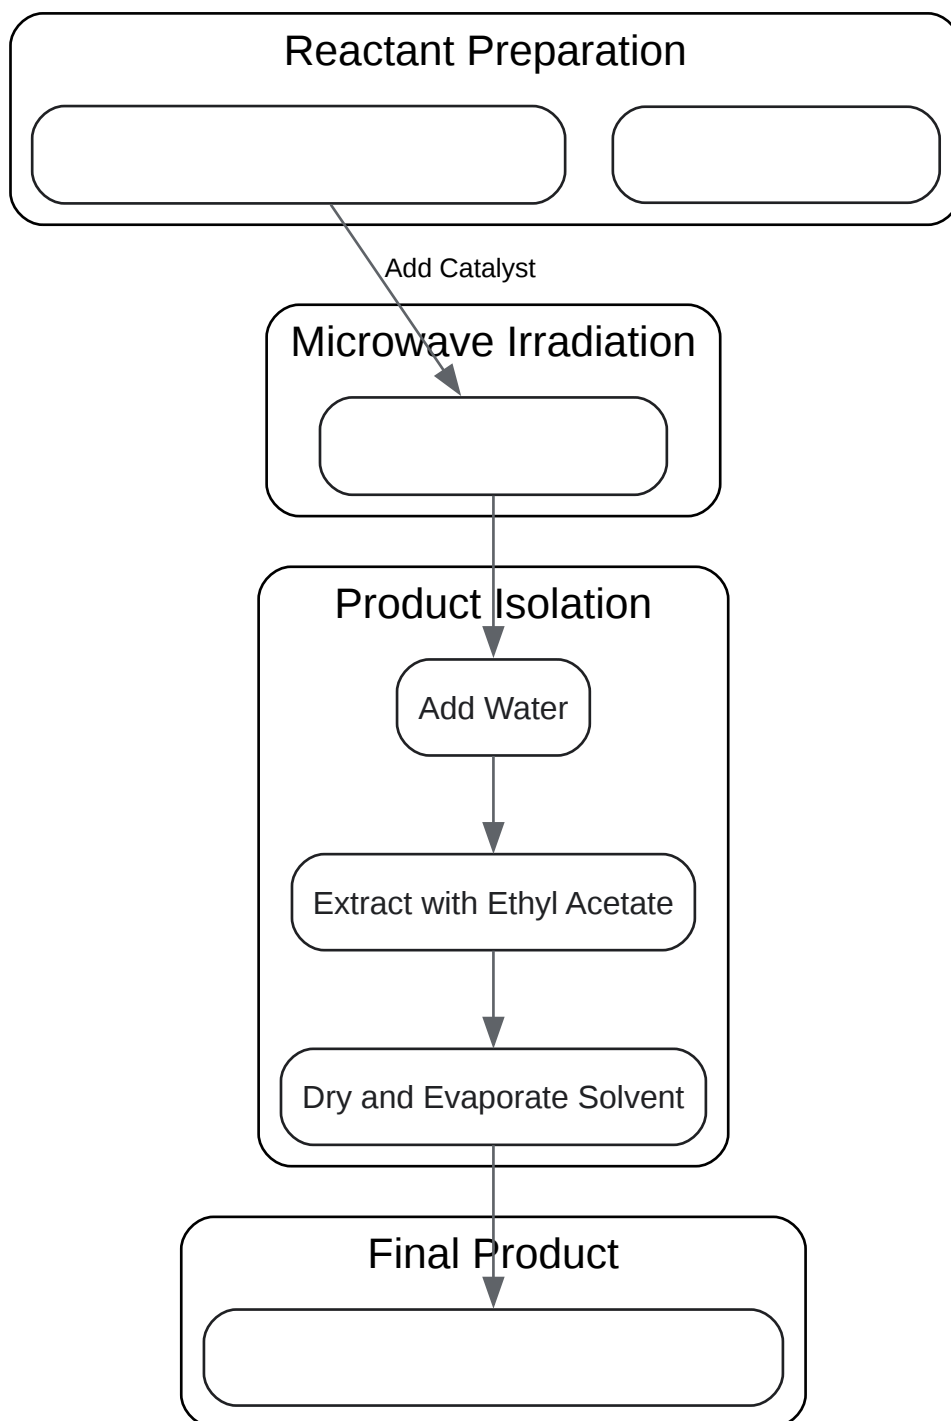 Reactant Preparation
Add Catalyst
Microwave Irradiation
Product Isolation
Add Water
Extract with Ethyl Acetate
Dry and Evaporate Solvent
Final Product